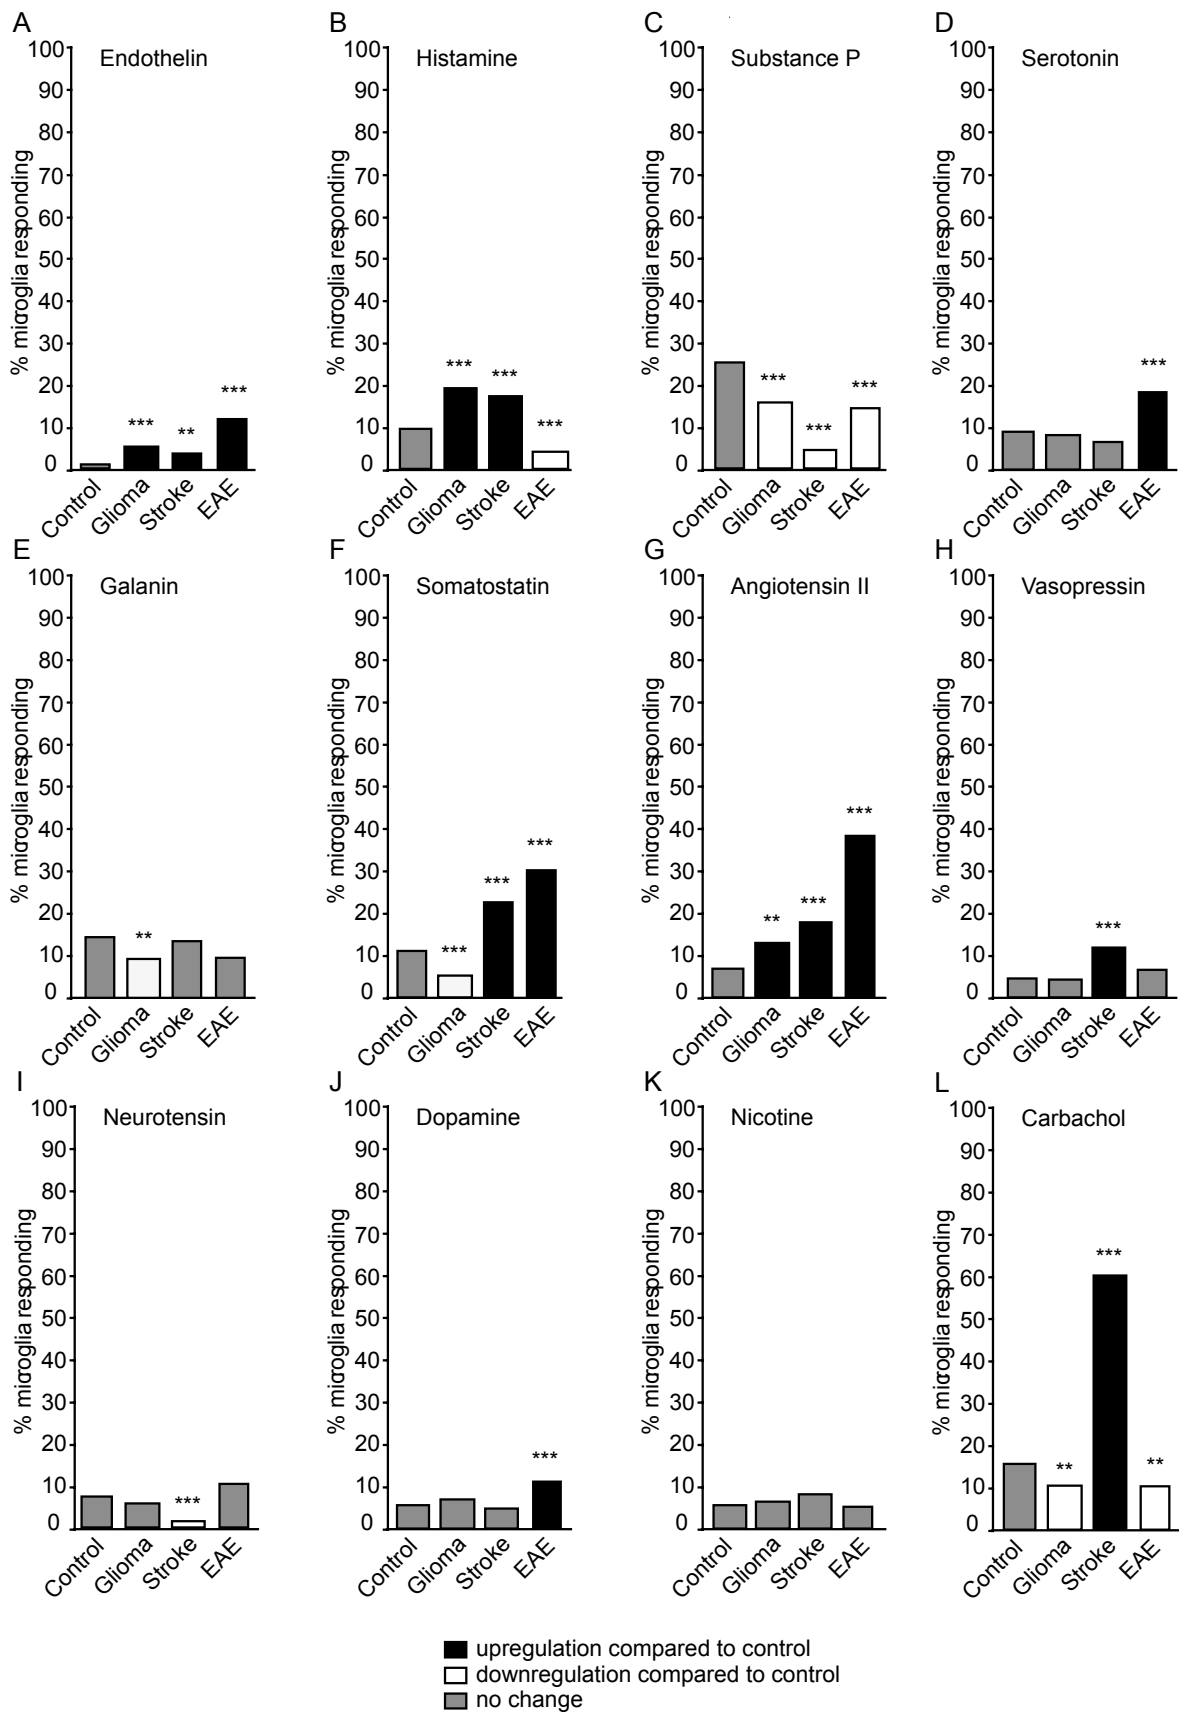 A
Endothelin
% microglia responding
100
90
80
70
60
50
40
30
20
10
0
***
**
***
Control
Glioma
Stroke
EAE
B
Histamine
% microglia responding
100
90
80
70
60
50
40
30
20
10
0
***
***
***
Control
Glioma
Stroke
EAE
C
Substance P
% microglia responding
100
90
80
70
60
50
40
30
20
10
0
***
***
***
Control
Glioma
Stroke
EAE
D
Serotonin
% microglia responding
100
90
80
70
60
50
40
30
20
10
0
***
Control
Glioma
Stroke
EAE
E
Galanin
% microglia responding
100
90
80
70
60
50
40
30
20
10
0
**
Control
Glioma
Stroke
EAE
F
Somatostatin
% microglia responding
100
90
80
70
60
50
40
30
20
10
0
***
***
***
Control
Glioma
Stroke
EAE
G
Angiotensin II
% microglia responding
100
90
80
70
60
50
40
30
20
10
0
**
***
***
Control
Glioma
Stroke
EAE
H
Vasopressin
% microglia responding
100
90
80
70
60
50
40
30
20
10
0
***
Control
Glioma
Stroke
EAE
I
Neurotensin
% microglia responding
100
90
80
70
60
50
40
30
20
10
0
***
Control
Glioma
Stroke
EAE
J
Dopamine
% microglia responding
100
90
80
70
60
50
40
30
20
10
0
***
Control
Glioma
Stroke
EAE
K
Nicotine
% microglia responding
100
90
80
70
60
50
40
30
20
10
0
Control
Glioma
Stroke
EAE
L
Carbachol
% microglia responding
100
90
80
70
60
50
40
30
20
10
0
**
***
**
Control
Glioma
Stroke
EAE
upregulation compared to control
downregulation compared to control
no change